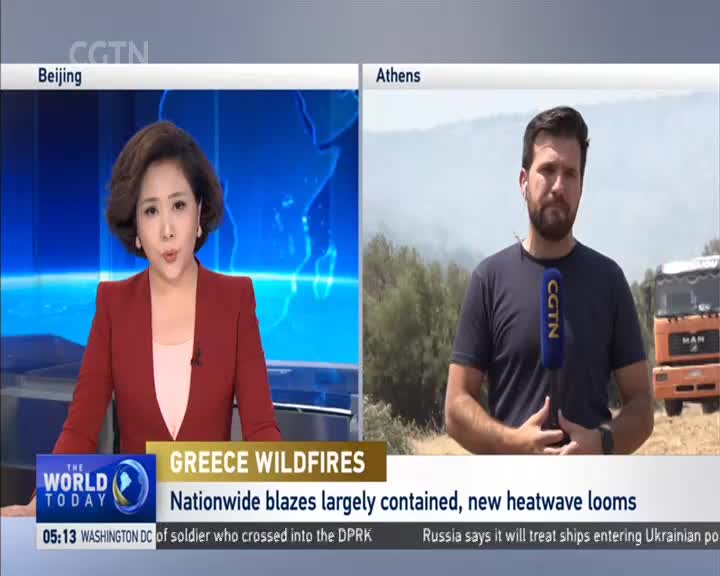 CGTN
Beijing
Athens
CGTN
MAN
GREECE WILDFIRES
THE
WORLD
TODAY
Nationwide blazes largely contained, new heatwave looms
05:13 WASHINGTON DC
of soldier who crossed into the DPRK
Russia says it will treat ships entering Ukrainian po